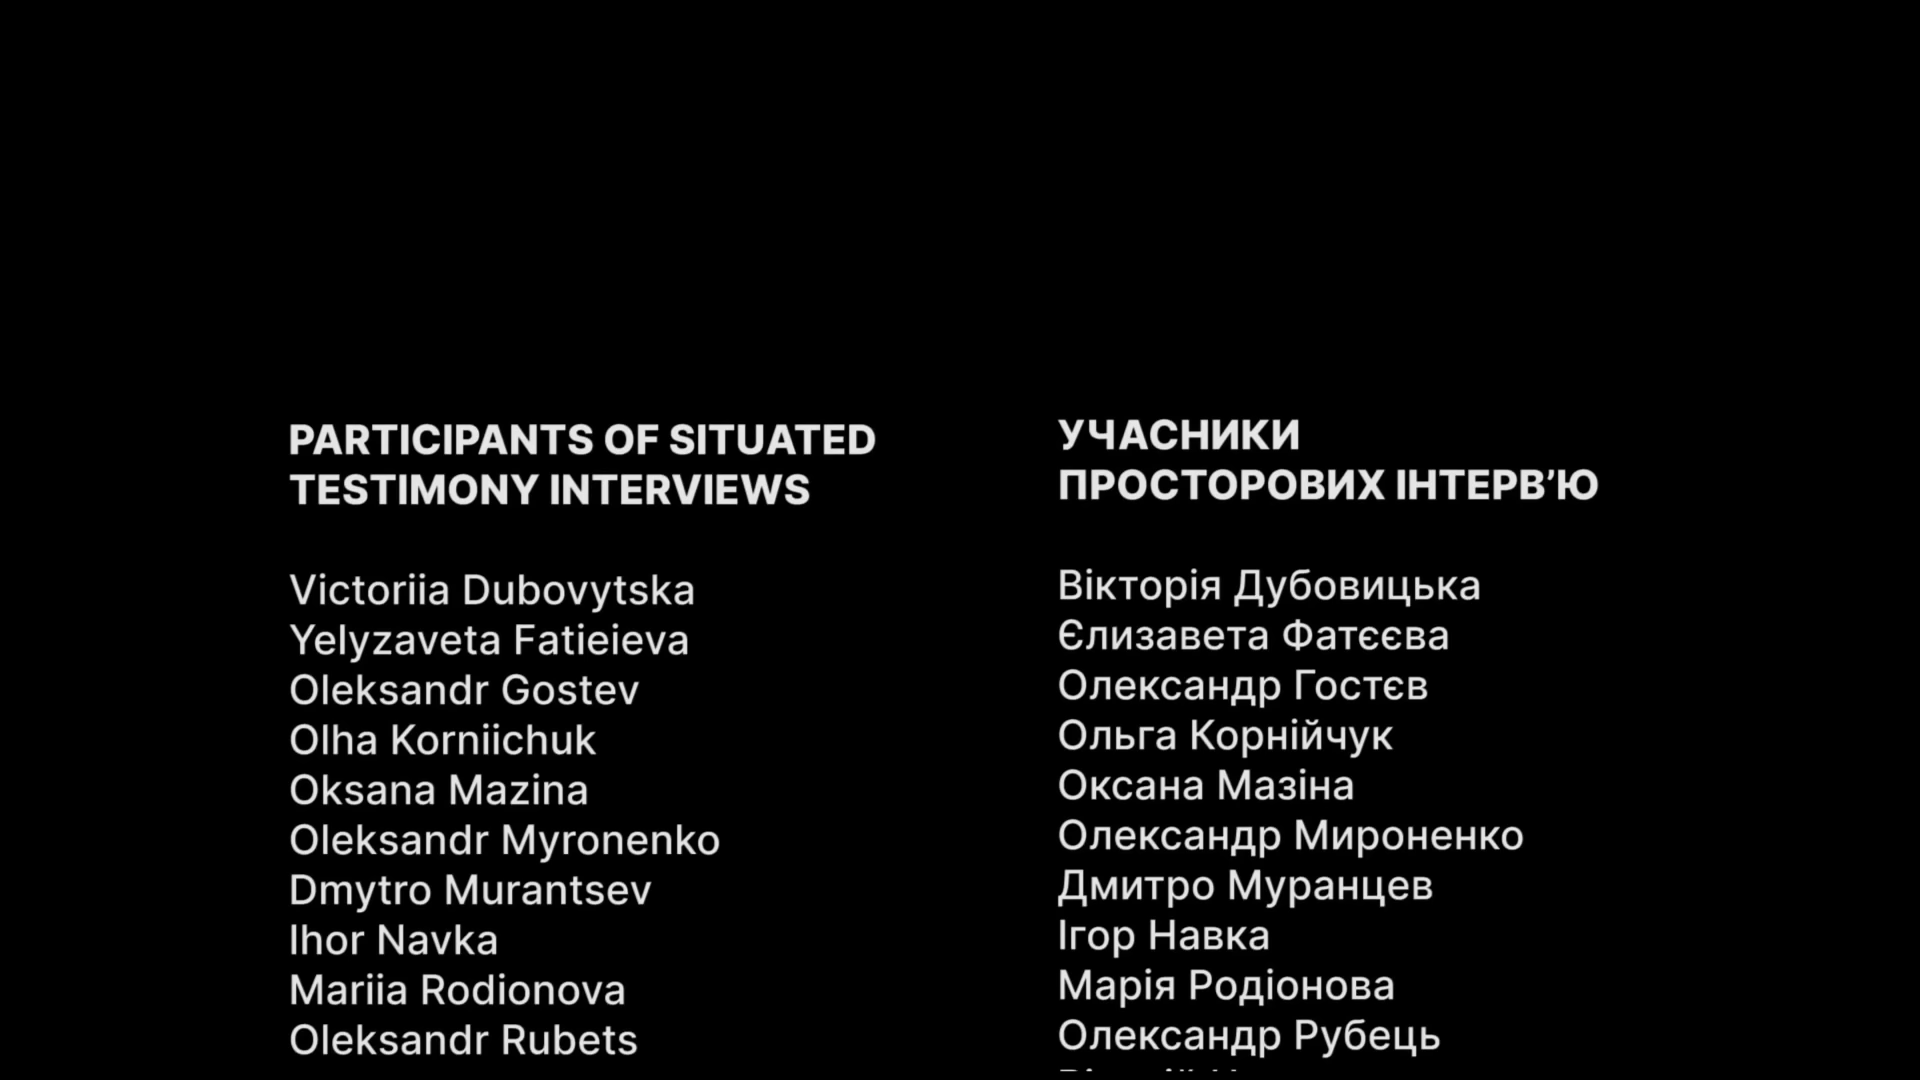 PARTICIPANTS OF SITUATED
TESTIMONY INTERVIEWS
Victoriia Dubovytska
Yelyzaveta Fatieieva
Oleksandr Gostev
Olha Korniichuk
Oksana Mazina
Oleksandr Myronenko
Dmytro Murantsev
Ihor Navka
Mariia Rodionova
Oleksandr Rubets
УЧАСНИКИ
ПРОСТОРОВИХ ІНТЕРВ’Ю
Вікторія Дубовицька
Єлизавета Фатєєва
Олександр Гостєв
Ольга Корнійчук
Оксана Мазіна
Олександр Мироненко
Дмитро Муранцев
Ігор Навка
Марія Родіонова
Олександр Рубець